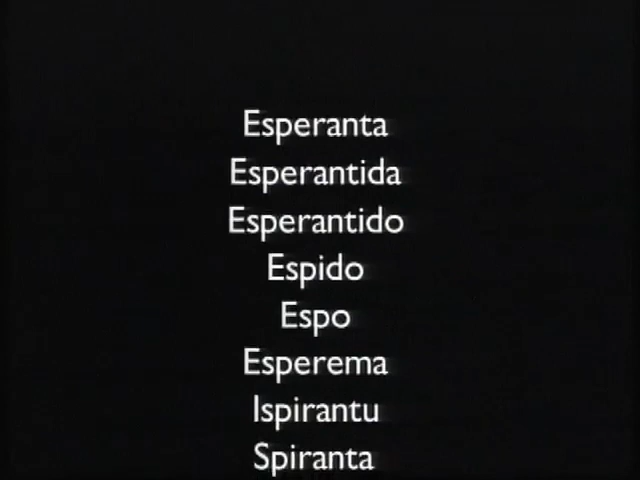 Esperanta
Esperantida
Esperantido
Espido
Espo
Esperema
Ispirantu
Spiranta